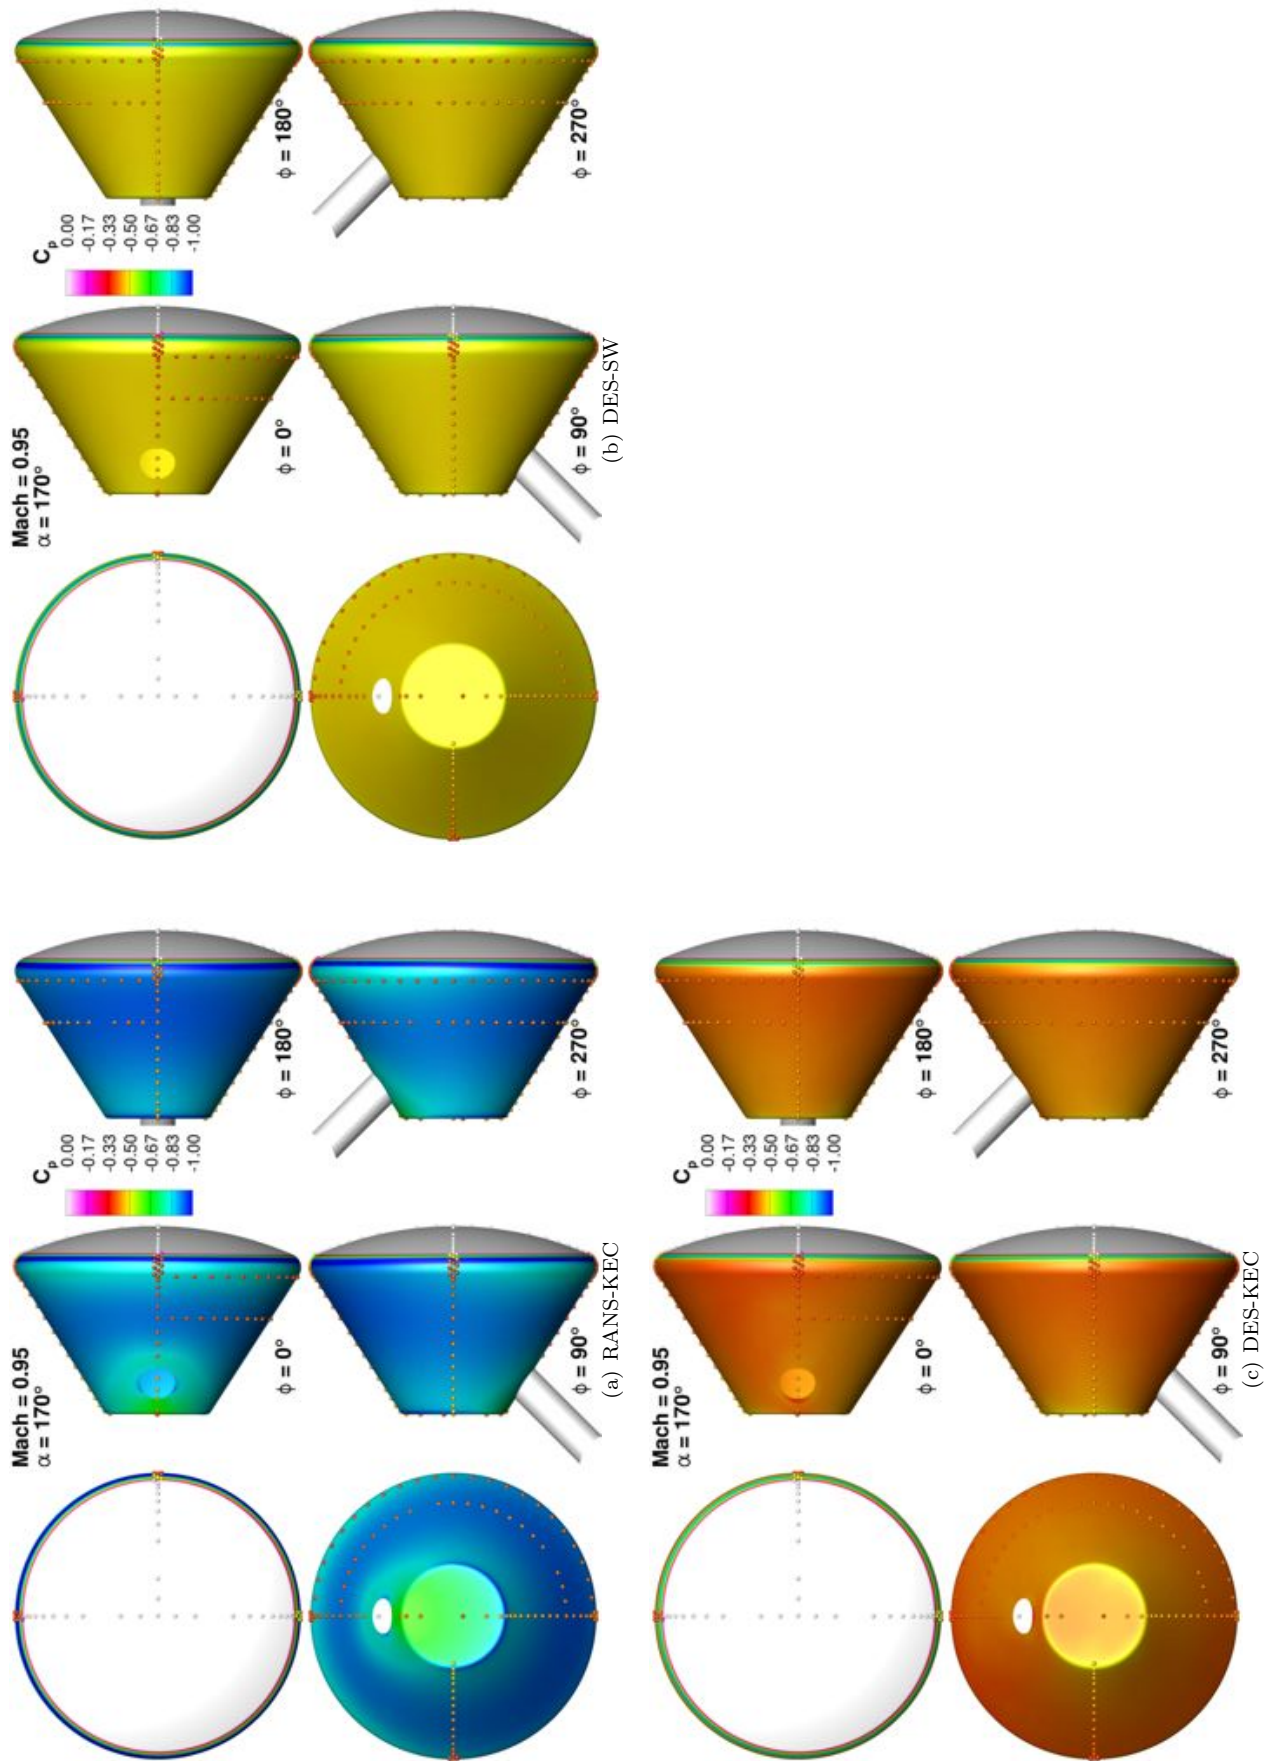 Mach = 0.95
α = 170°
C_p
0.00
-0.17
-0.33
-0.50
-0.67
-0.83
-1.00
ϕ = 0°
ϕ = 180°
ϕ = 90°
ϕ = 270°
(a) RANS-KEC
Mach = 0.95
α = 170°
C_p
0.00
-0.17
-0.33
-0.50
-0.67
-0.83
-1.00
ϕ = 0°
ϕ = 180°
ϕ = 90°
ϕ = 270°
(b) DES-SW
Mach = 0.95
α = 170°
C_p
0.00
-0.17
-0.33
-0.50
-0.67
-0.83
-1.00
ϕ = 0°
ϕ = 180°
ϕ = 90°
ϕ = 270°
(c) DES-KEC